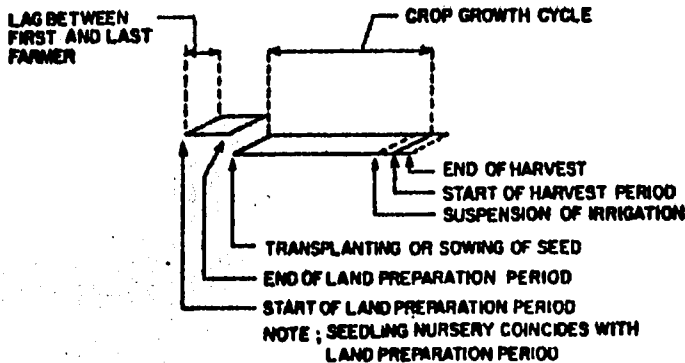 LAG BETWEEN
FIRST AND LAST
FARMER
CROP GROWTH CYCLE
END OF HARVEST
START OF HARVEST PERIOD
SUSPENSION OF IRRIGATION
TRANSPLANTING OR SOWING OF SEED
END OF LAND PREPARATION PERIOD
START OF LAND PREPARATION PERIOD
NOTE ; SEEDLING NURSERY COINCIDES WITH
LAND PREPARATION PERIOD